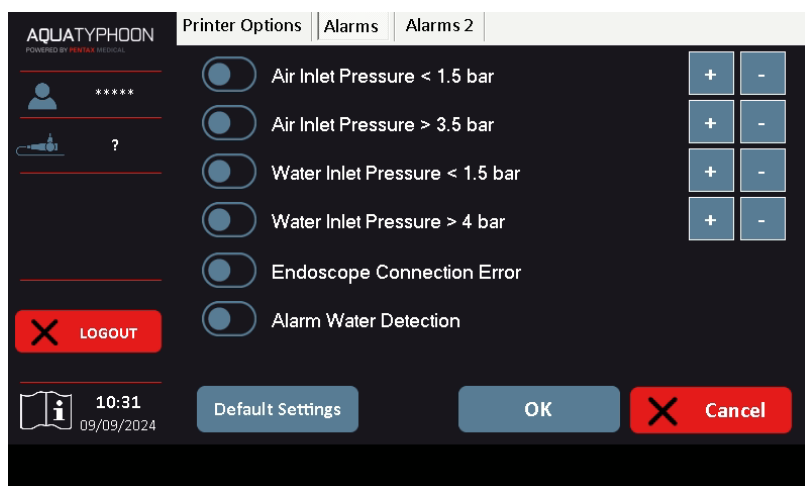 AQUATYPHOON
POWERED BY PENTAX MEDICAL
*****
?
LOGOUT
10:31
09/09/2024
Printer Options Alarms Alarms 2
Air Inlet Pressure < 1.5 bar + -
Air Inlet Pressure > 3.5 bar + -
Water Inlet Pressure < 1.5 bar + -
Water Inlet Pressure > 4 bar + -
Endoscope Connection Error
Alarm Water Detection
Default Settings OK Cancel